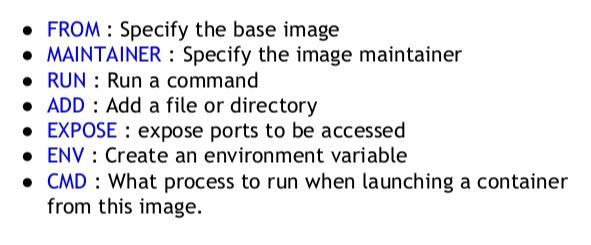 ● FROM : Specify the base image
● MAINTAINER : Specify the image maintainer
● RUN : Run a command
● ADD : Add a file or directory
● EXPOSE : expose ports to be accessed
● ENV : Create an environment variable
● CMD : What process to run when launching a container
from this image.